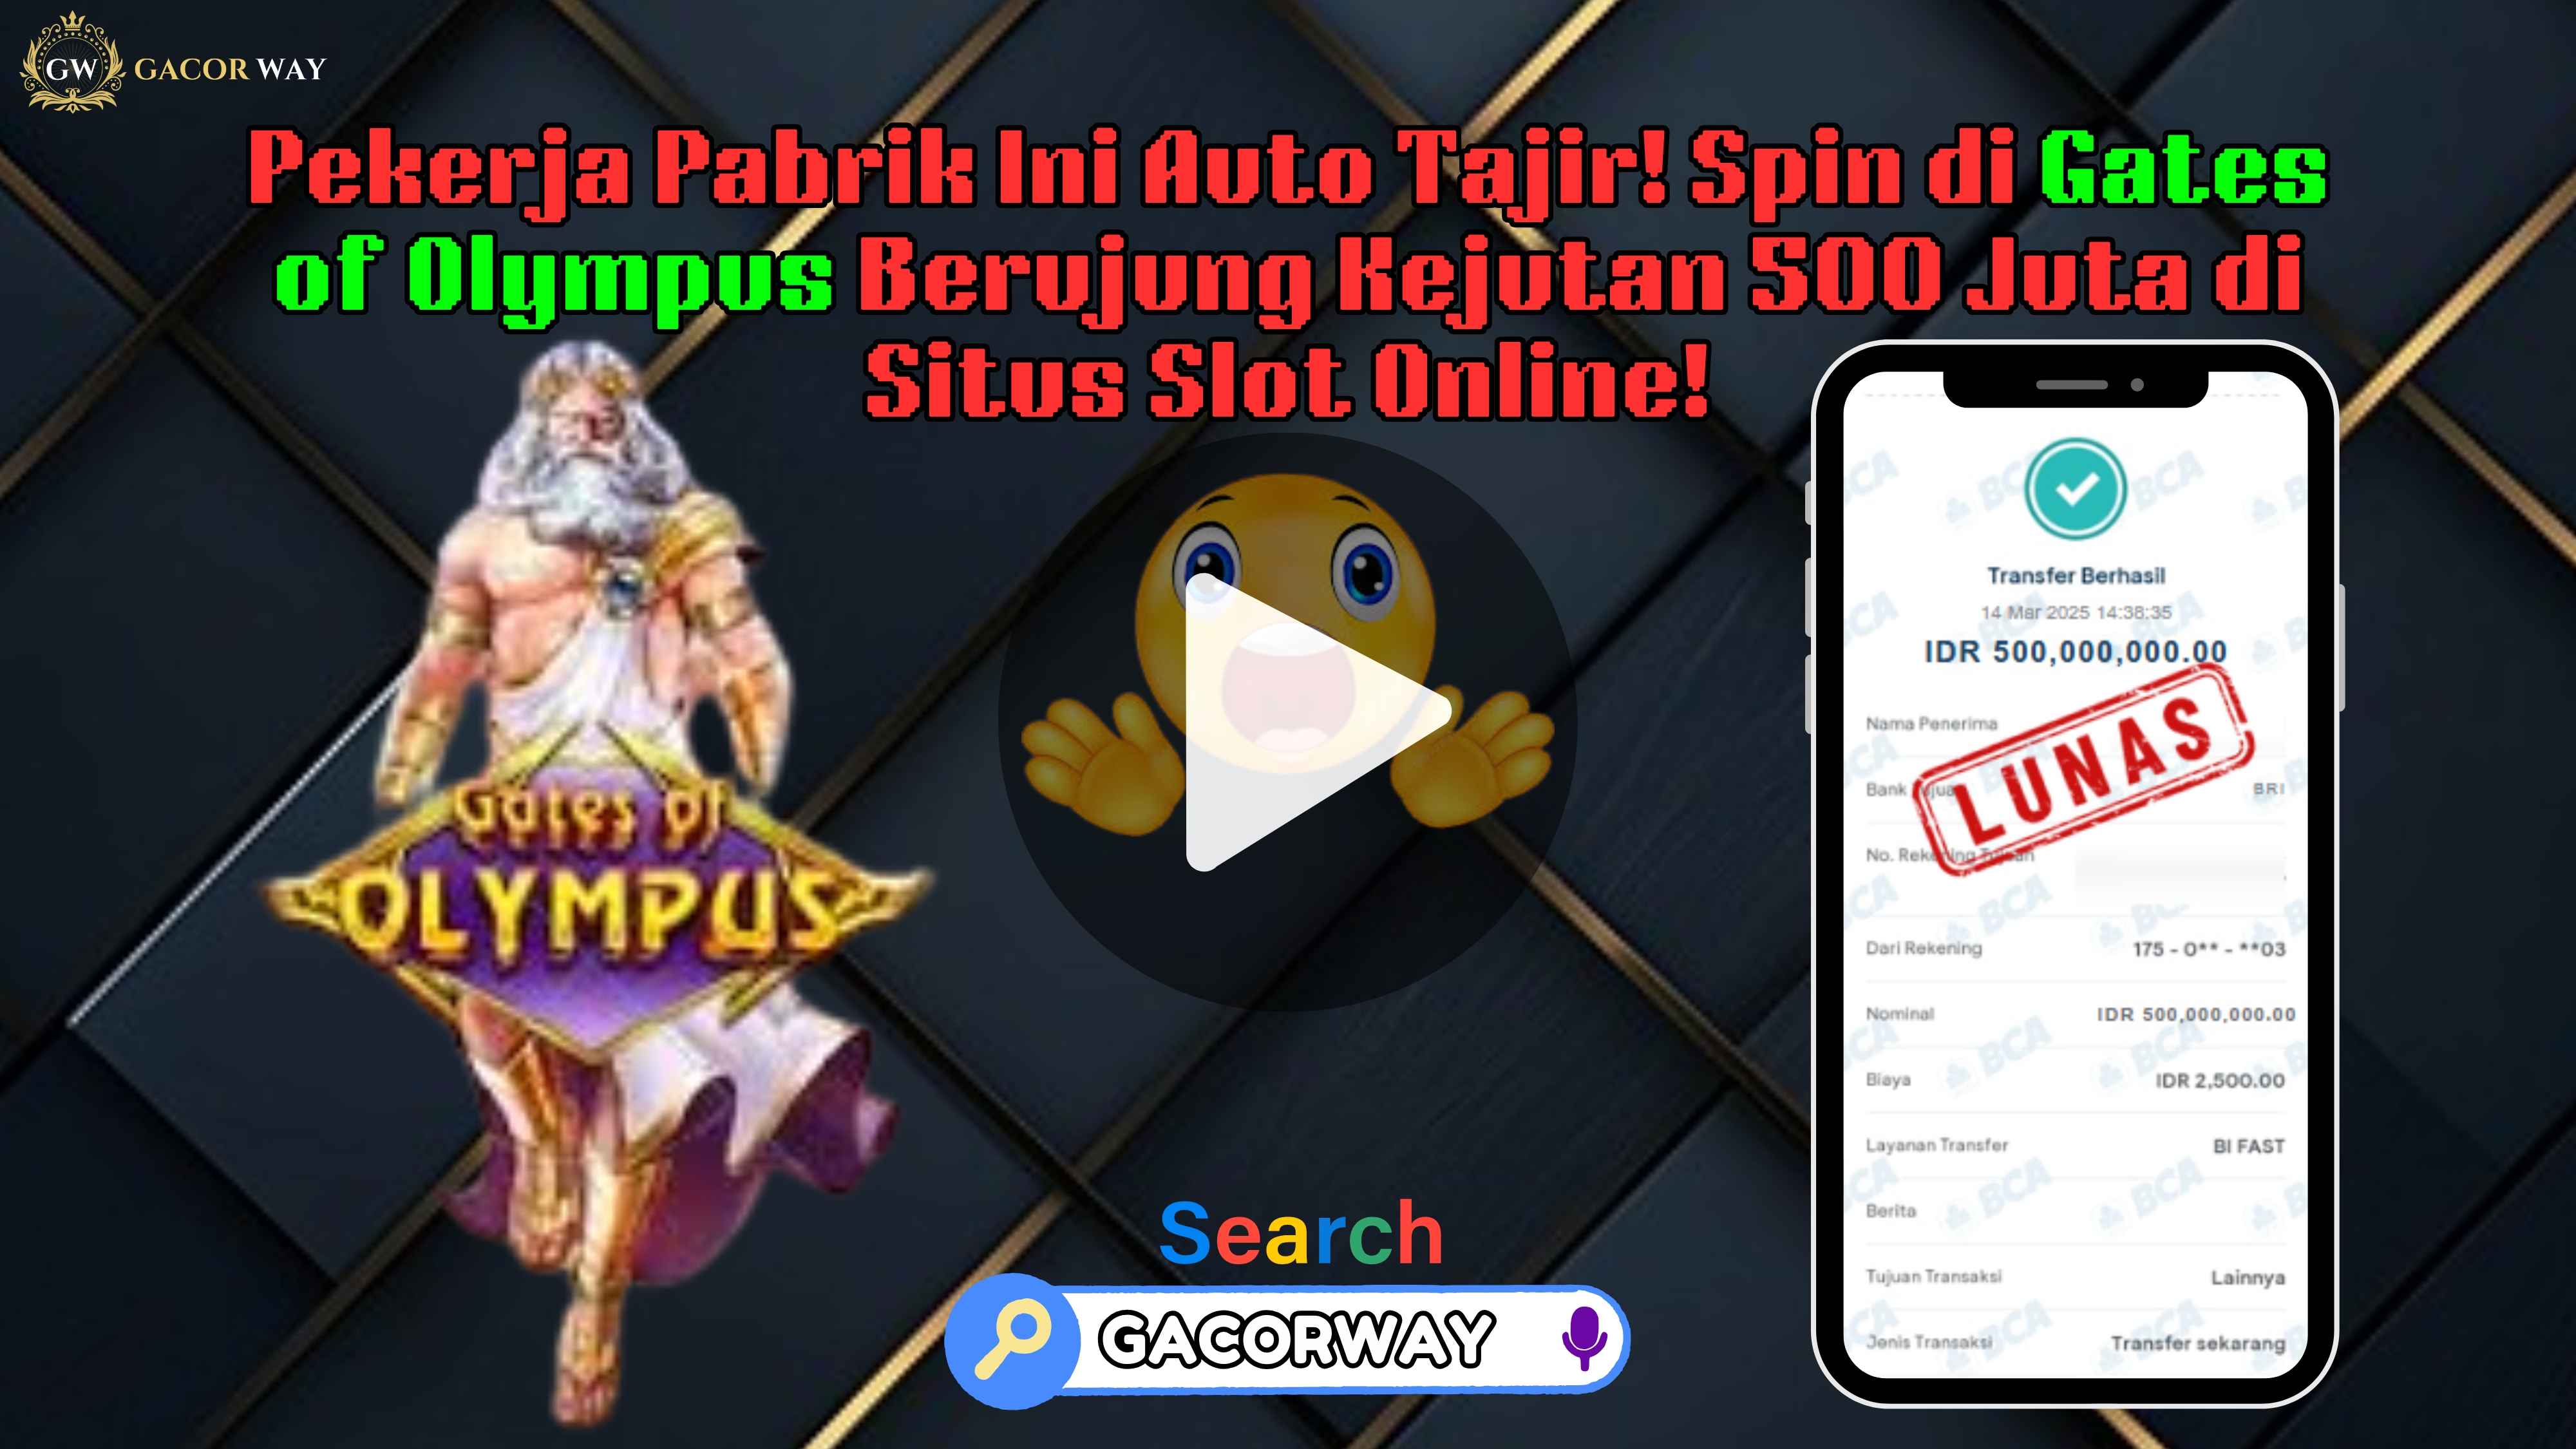 GW GACOR WAY
Pekerja Pabrik Ini Auto Tajir! Spin di Gates
of Olympus Berujung Kejutan 500 Juta di
Situs Slot Online!
Gates of
OLYMPUS
Search
GACORWAY
Transfer Berhasil
14 Mar 2025 14:38:35
IDR 500,000,000.00
Nama Penerima
LUNAS
Bank Tujuan BRI
No. Rekening Tujuan
Dari Rekening 175 - 0** - **03
Nominal IDR 500,000,000.00
Biaya IDR 2,500.00
Layanan Transfer BI FAST
Berita
Tujuan Transaksi Lainnya
Jenis Transaksi Transfer sekarang
BCA